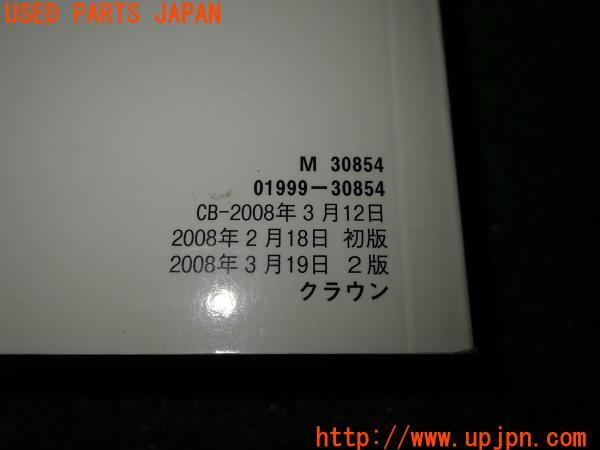 USED PARTS JAPAN
M 30854
01999-30854
CB-2008年3月12日
2008年2月18日 初版
2008年3月19日 2版
クラウン
http://www.upjpn.com